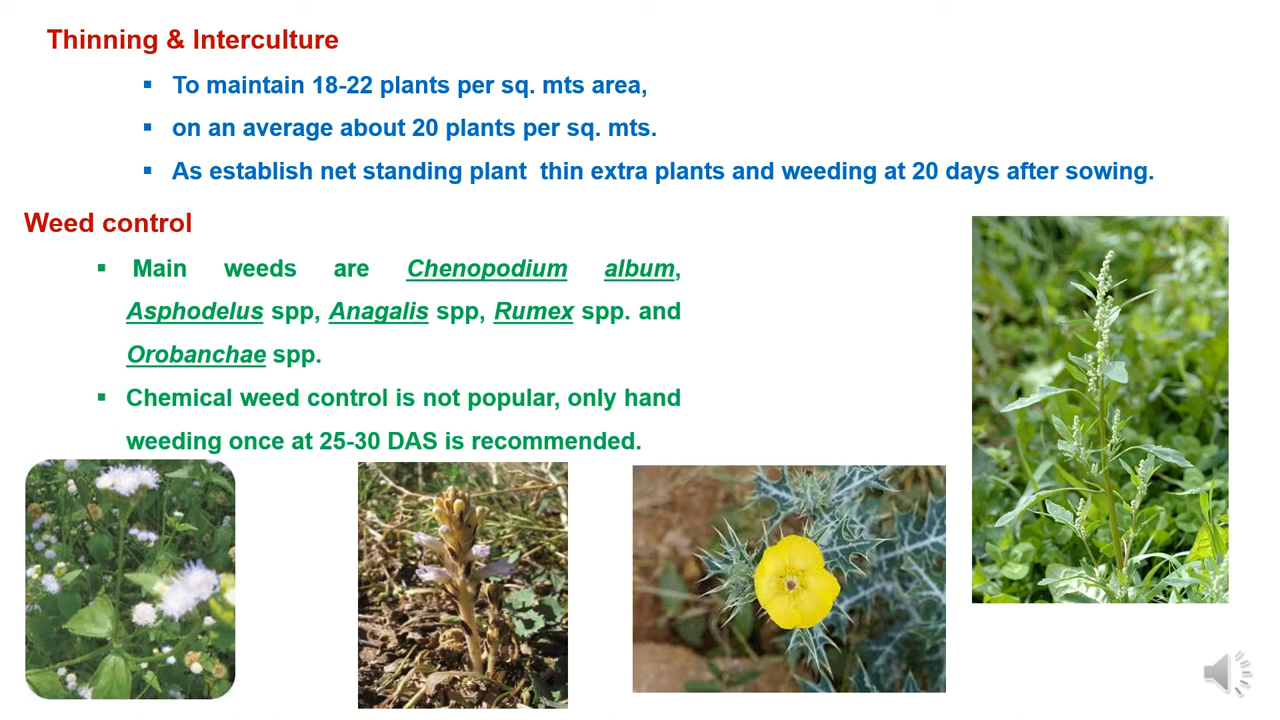 Thinning & Interculture
▪ To maintain 18-22 plants per sq. mts area,
▪ on an average about 20 plants per sq. mts.
▪ As establish net standing plant thin extra plants and weeding at 20 days after sowing.
Weed control
▪ Main weeds are Chenopodium album,
Asphodelus spp, Anagalis spp, Rumex spp. and
Orobanchae spp.
▪ Chemical weed control is not popular, only hand
weeding once at 25-30 DAS is recommended.